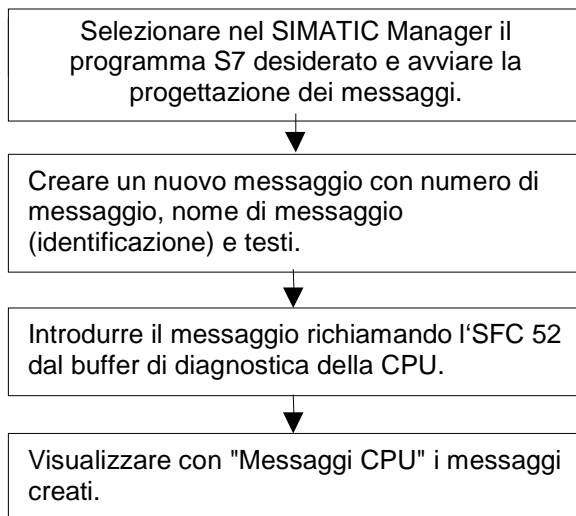 Selezionare nel SIMATIC Manager il
programma S7 desiderato e avviare la
progettazione dei messaggi.
Creare un nuovo messaggio con numero di
messaggio, nome di messaggio
(identificazione) e testi.
Introdurre il messaggio richiamando l‘SFC 52
dal buffer di diagnostica della CPU.
Visualizzare con "Messaggi CPU" i messaggi
creati.